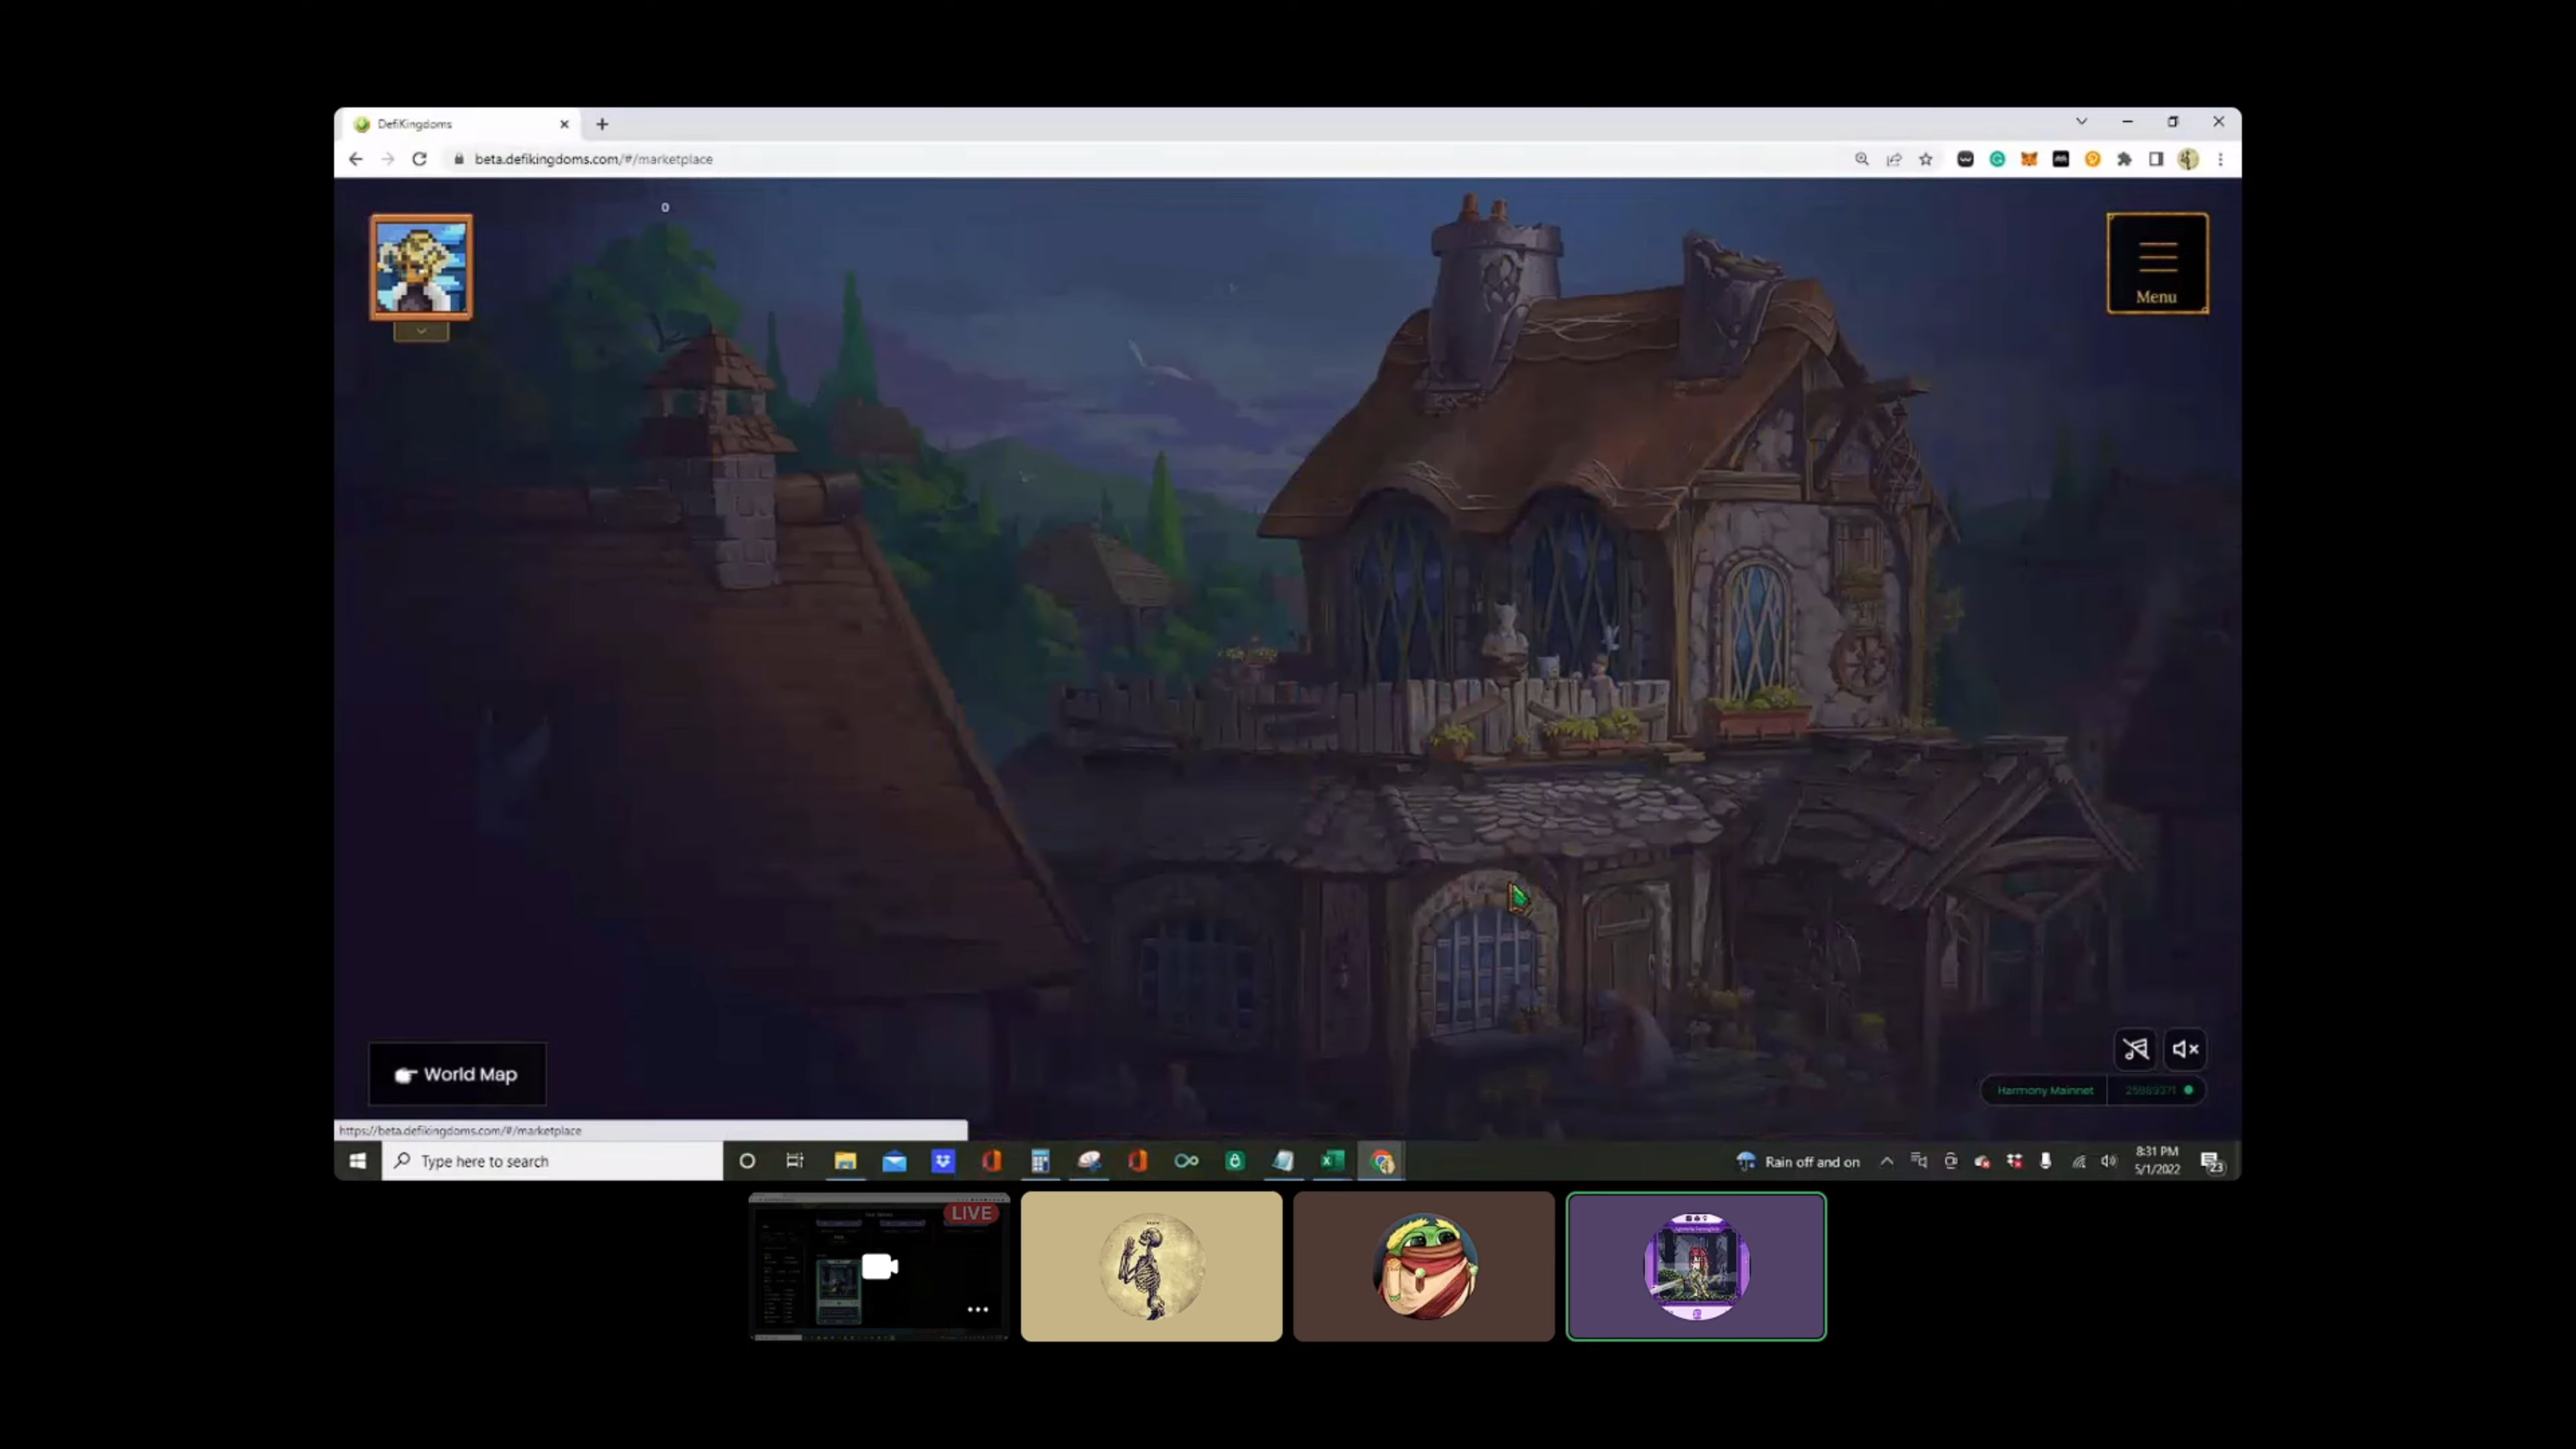 DefiKingdoms
beta.defikingdoms.com/#/marketplace
0
Menu
World Map
Harmony Mainnet
https://beta.defikingdoms.com/#/marketplace
Type here to search
Rain off and on
8:31 PM
5/1/2022
23
LIVE